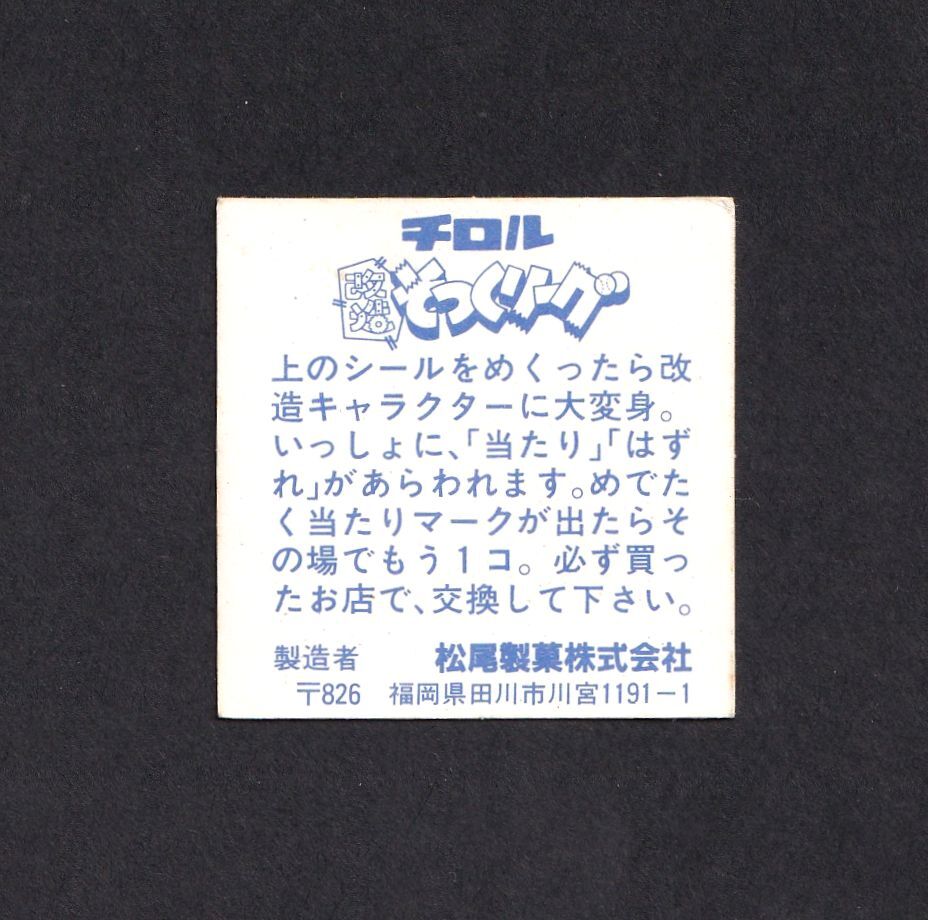 チロル
改造そっくリーグ
上のシールをめくったら改
造キャラクターに大変身。
いっしょに、「当たり」「はず
れ」があらわれます。めでた
く当たりマークが出たらそ
の場でもう1コ。必ず買っ
たお店で、交換して下さい。
製造者 松尾製菓株式会社
〒826 福岡県田川市川宮1191－1